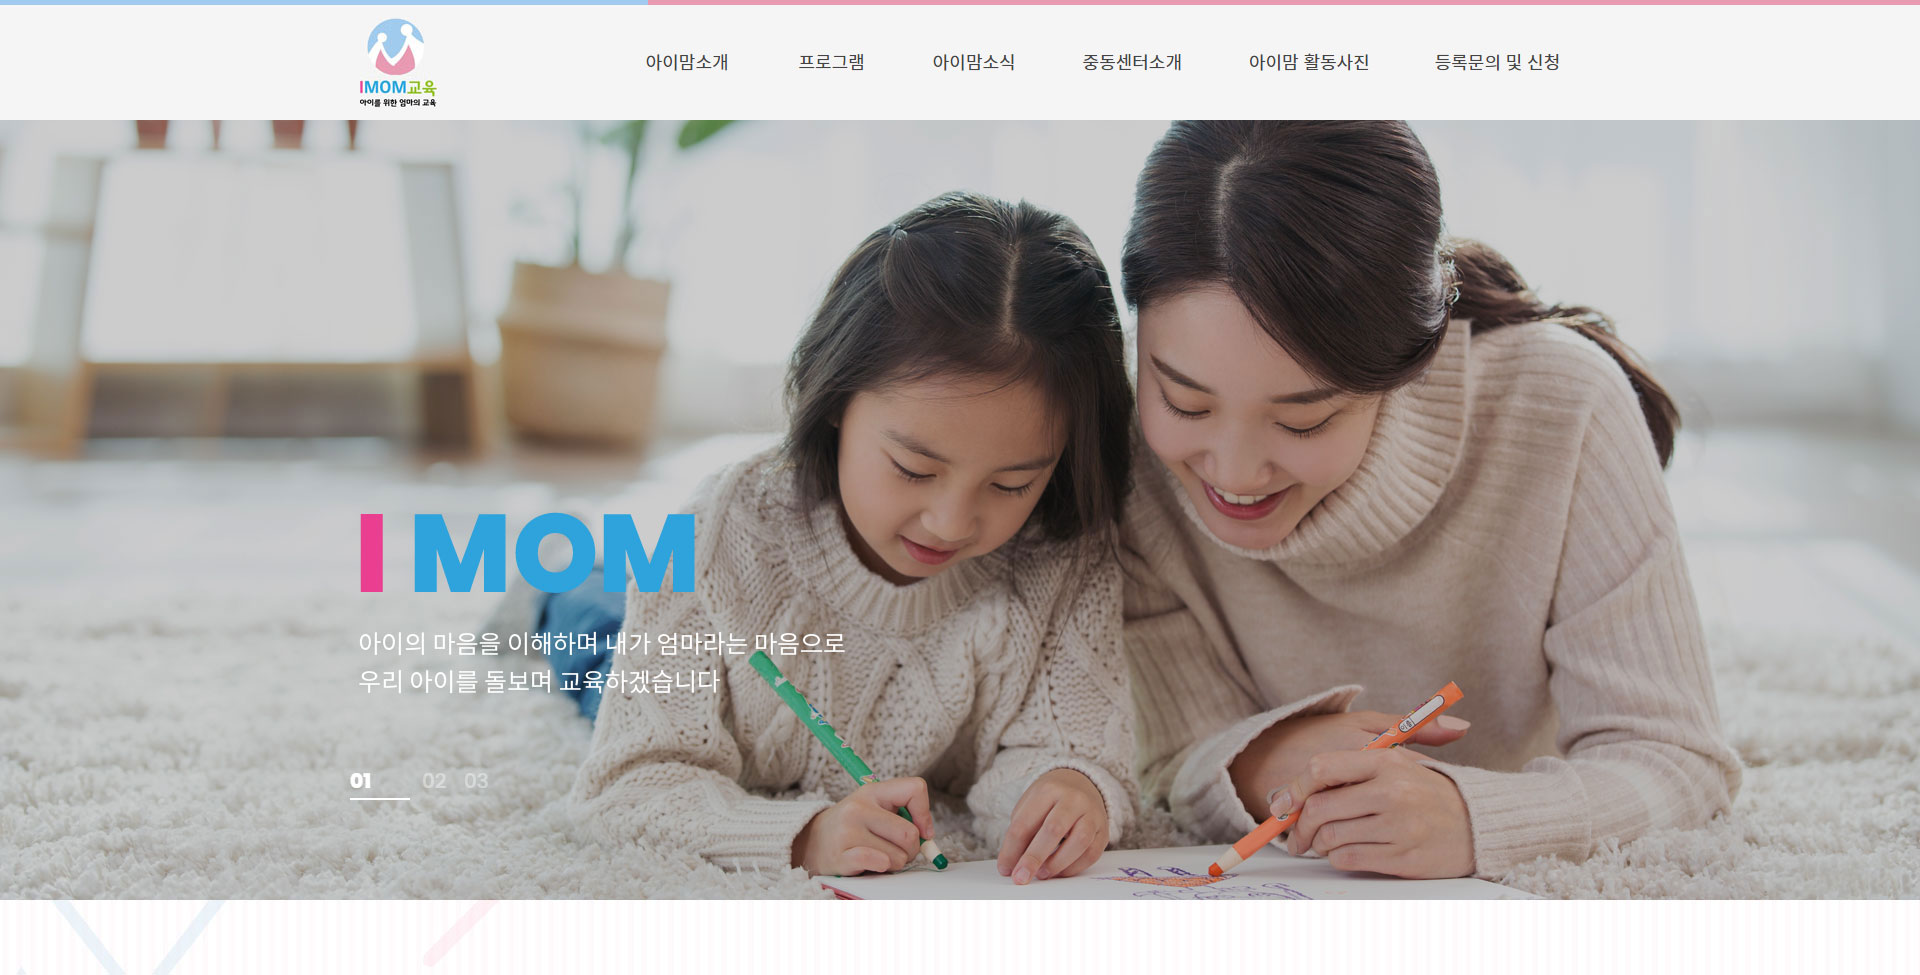 IMOM교육
아이를 위한 엄마의 교육
아이맘소개
프로그램
아이맘소식
중동센터소개
아이맘 활동사진
등록문의 및 신청
I MOM
아이의 마음을 이해하며 내가 엄마라는 마음으로
우리 아이를 돌보며 교육하겠습니다
01 02 03